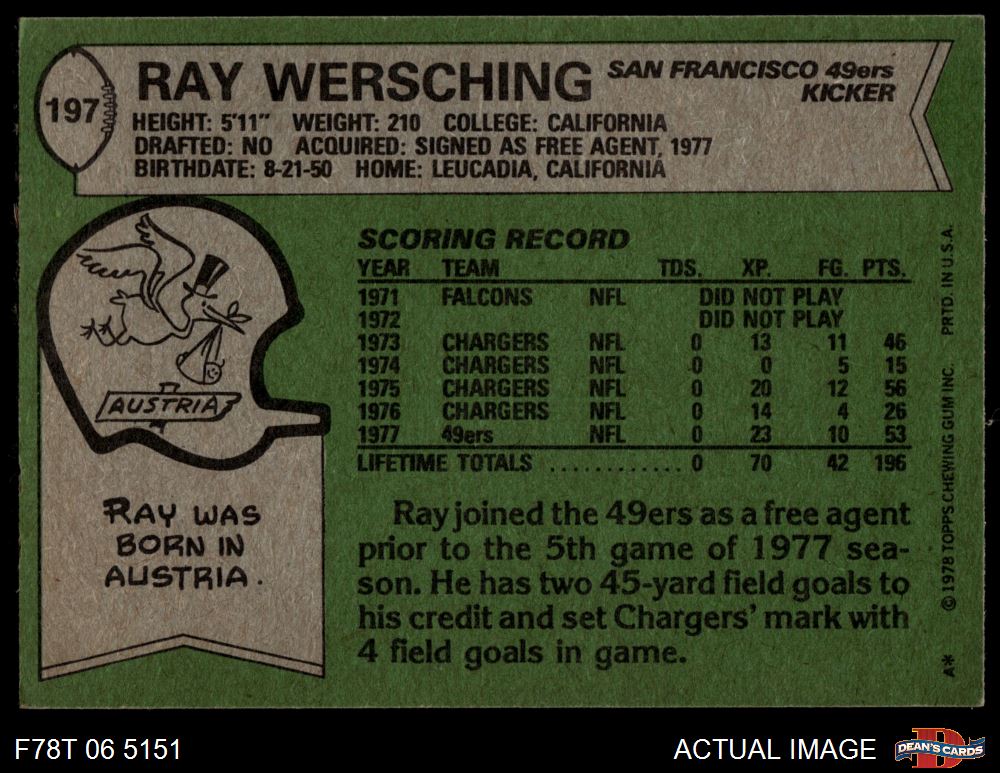 197
RAY WERSCHING
SAN FRANCISCO 49ers
KICKER
HEIGHT: 5'11" WEIGHT: 210 COLLEGE: CALIFORNIA
DRAFTED: NO ACQUIRED: SIGNED AS FREE AGENT, 1977
BIRTHDATE: 8-21-50 HOME: LEUCADIA, CALIFORNIA
AUSTRIA
RAY WAS
BORN IN
AUSTRIA.
SCORING RECORD
YEAR TEAM TDS. XP. FG. PTS.
1971 FALCONS NFL DID NOT PLAY
1972 DID NOT PLAY
1973 CHARGERS NFL 0 13 11 46
1974 CHARGERS NFL 0 0 5 15
1975 CHARGERS NFL 0 20 12 56
1976 CHARGERS NFL 0 14 4 26
1977 49ers NFL 0 23 10 53
LIFETIME TOTALS ............ 0 70 42 196
Ray joined the 49ers as a free agent
prior to the 5th game of 1977 sea-
son. He has two 45-yard field goals to
his credit and set Chargers' mark with
4 field goals in game.
A* © 1978 TOPPS CHEWING GUM INC. PRTD. IN U.S.A.
F78T 06 5151
ACTUAL IMAGE
D
DEAN'S CARDS